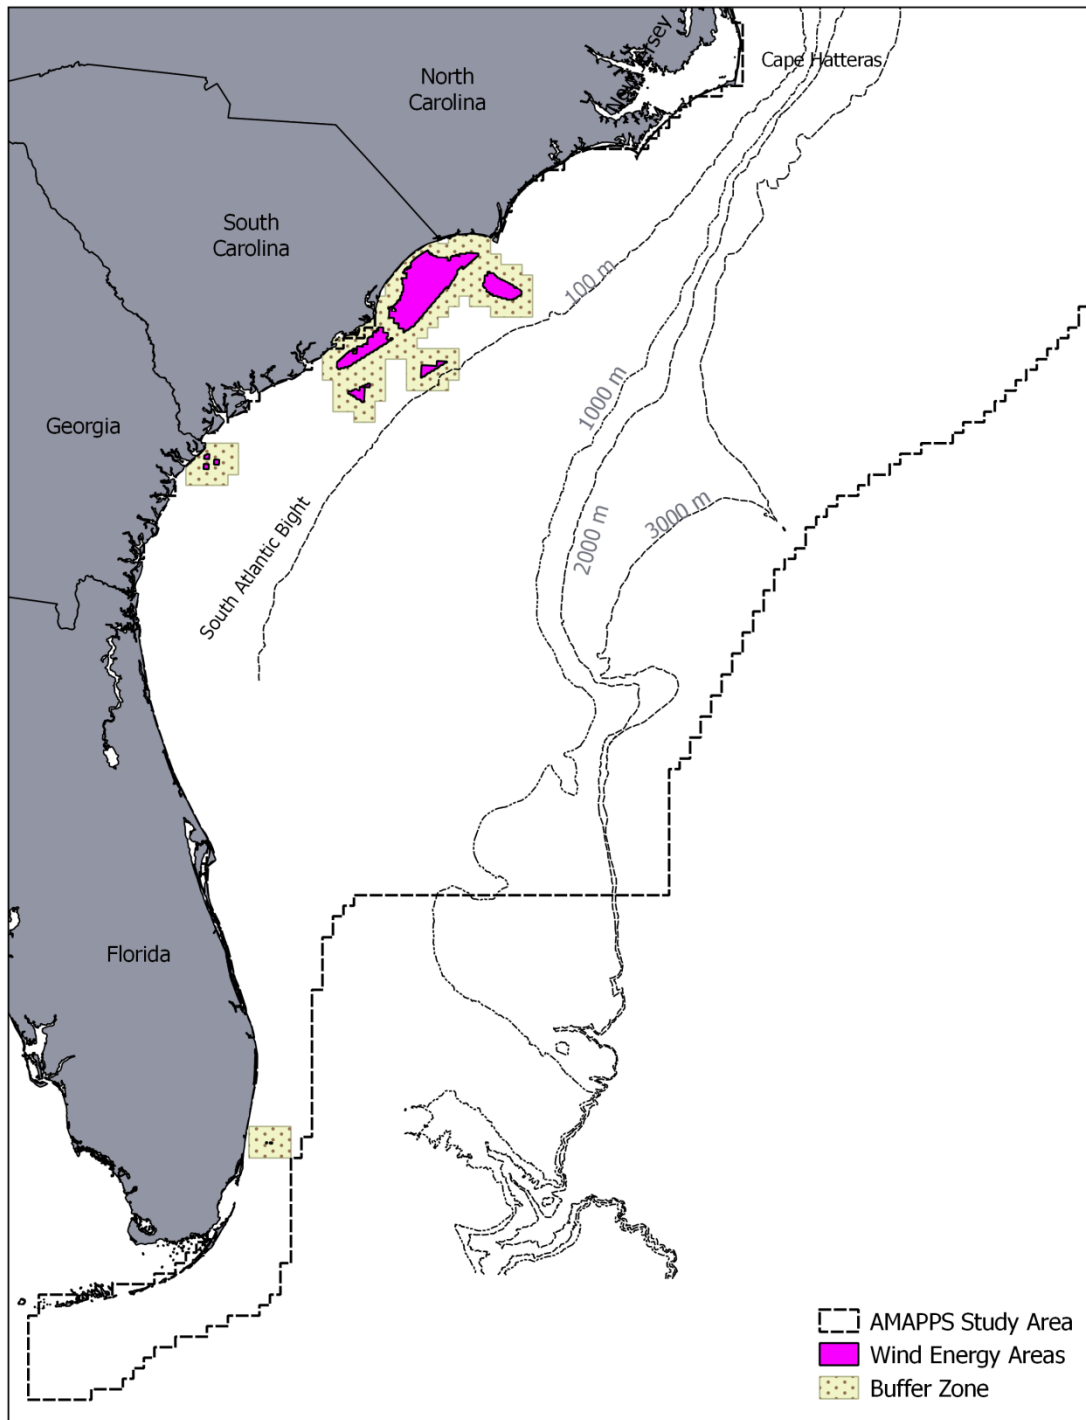 New Jersey
Cape Hatteras
North
Carolina
South
Carolina
100 m
1000 m
Georgia
3000 m
2000 m
South Atlantic Bight
Florida
AMAPPS Study Area
Wind Energy Areas
Buffer Zone